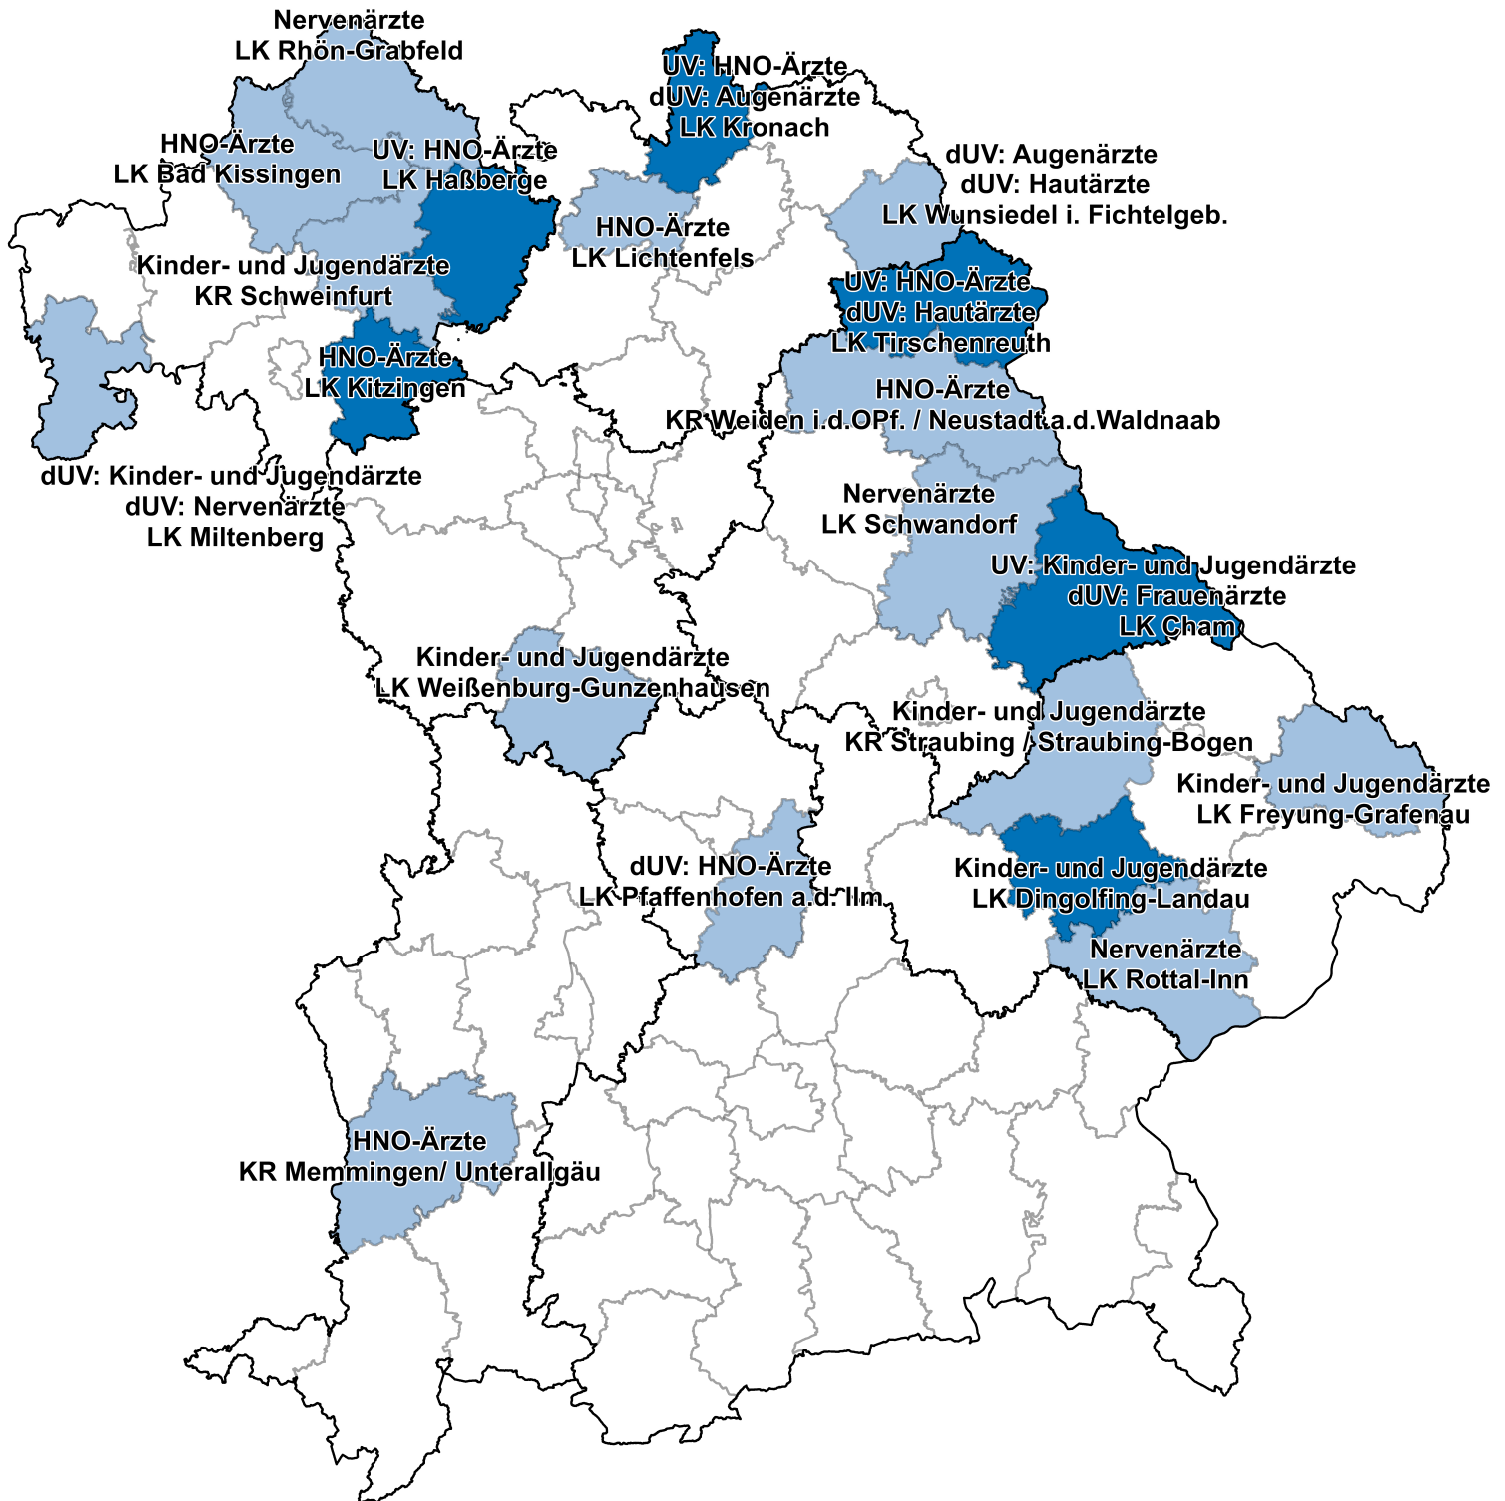 Nervenärzte
LK Rhön-Grabfeld
UV: HNO-Ärzte
dUV: Augenärzte
LK Kronach
HNO-Ärzte
LK Bad Kissingen
UV: HNO-Ärzte
LK Haßberge
dUV: Augenärzte
dUV: Hautärzte
LK Wunsiedel i. Fichtelgeb.
HNO-Ärzte
LK Lichtenfels
Kinder- und Jugendärzte
KR Schweinfurt
UV: HNO-Ärzte
dUV: Hautärzte
LK Tirschenreuth
HNO-Ärzte
LK Kitzingen
HNO-Ärzte
KR Weiden i.d.OPf. / Neustadt a.d.Waldnaab
dUV: Kinder- und Jugendärzte
dUV: Nervenärzte
LK Miltenberg
Nervenärzte
LK Schwandorf
UV: Kinder- und Jugendärzte
dUV: Frauenärzte
LK Cham
Kinder- und Jugendärzte
LK Weißenburg-Gunzenhausen
Kinder- und Jugendärzte
KR Straubing / Straubing-Bogen
Kinder- und Jugendärzte
LK Freyung-Grafenau
dUV: HNO-Ärzte
LK Pfaffenhofen a.d. Ilm
Kinder- und Jugendärzte
LK Dingolfing-Landau
Nervenärzte
LK Rottal-Inn
HNO-Ärzte
KR Memmingen/ Unterallgäu